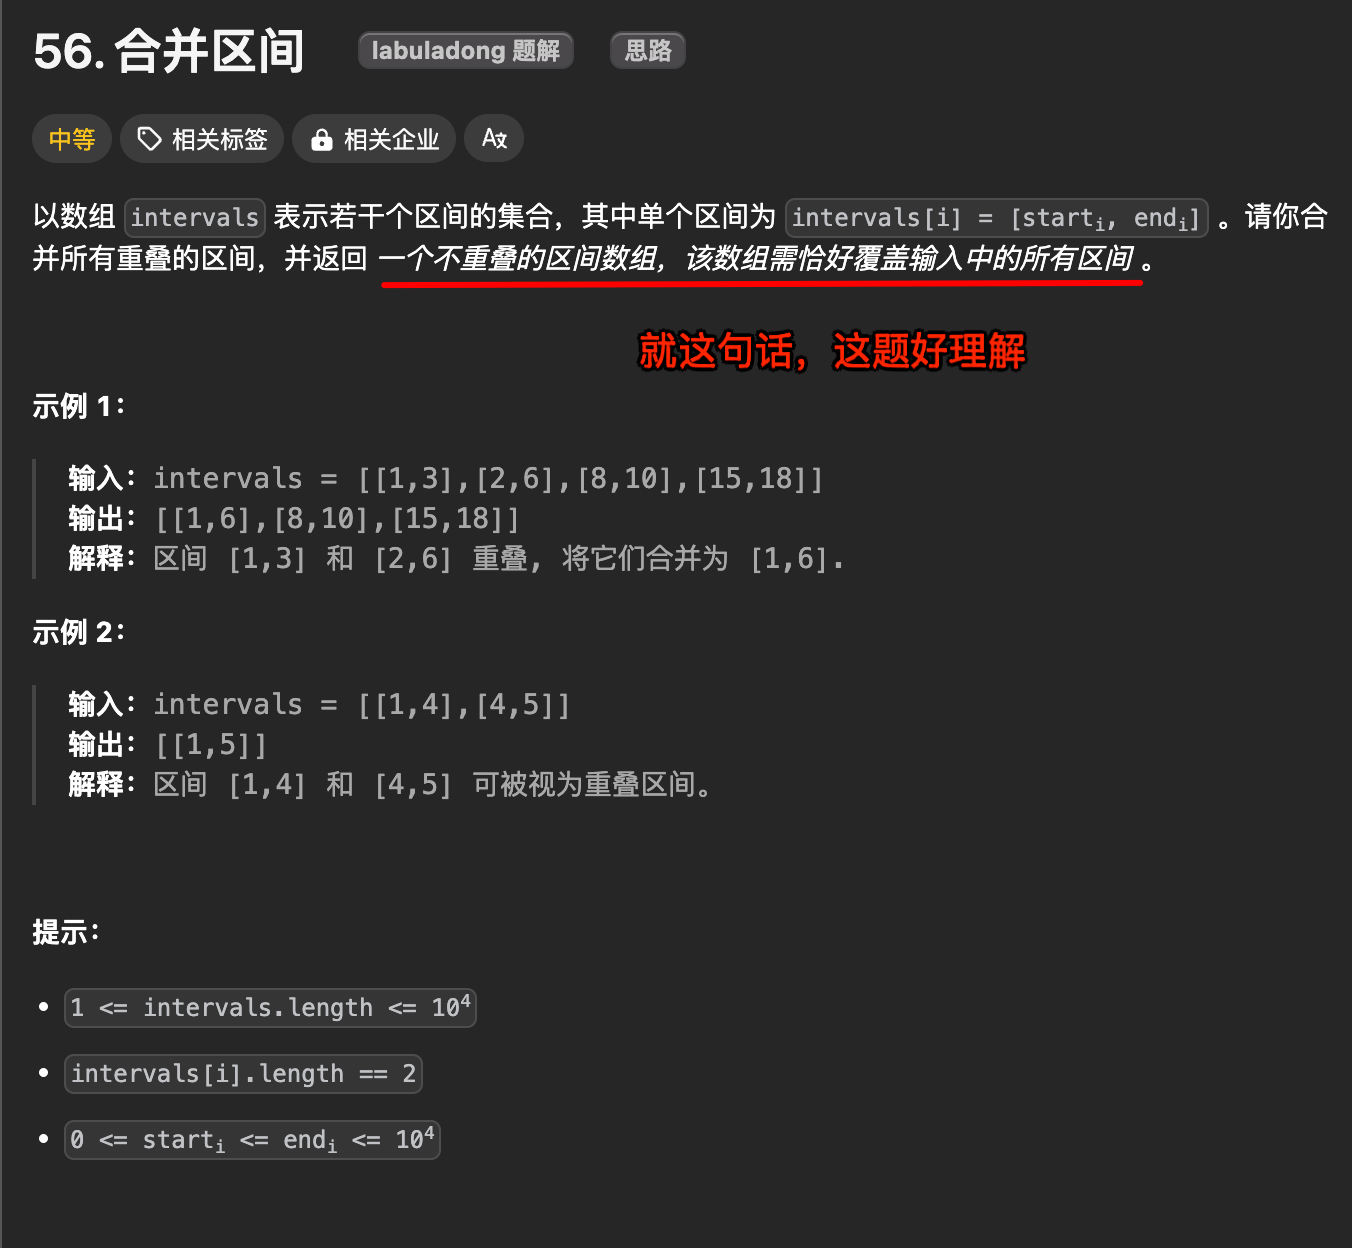 56. 合并区间 labuladong 题解 思路
中等 相关标签 相关企业 A文
以数组 intervals 表示若干个区间的集合，其中单个区间为 intervals[i] = [starti, endi] 。请你合
并所有重叠的区间，并返回 一个不重叠的区间数组，该数组需恰好覆盖输入中的所有区间 。
就这句话，这题好理解
示例 1：
输入：intervals = [[1,3],[2,6],[8,10],[15,18]]
输出：[[1,6],[8,10],[15,18]]
解释：区间 [1,3] 和 [2,6] 重叠, 将它们合并为 [1,6].
示例 2：
输入：intervals = [[1,4],[4,5]]
输出：[[1,5]]
解释：区间 [1,4] 和 [4,5] 可被视为重叠区间。
提示：
• 1 <= intervals.length <= 10⁴
• intervals[i].length == 2
• 0 <= starti <= endi <= 10⁴